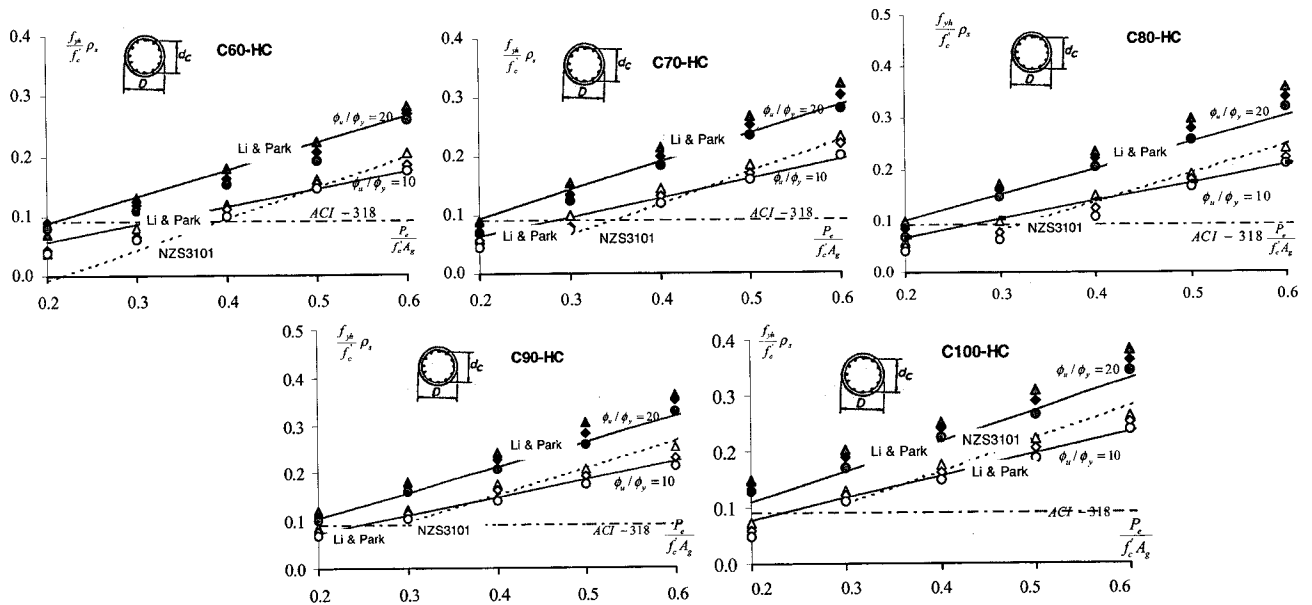 f_yh / f'_c ρ_s
C60-HC
d_c
D
0.4
0.3
0.2
0.1
0.0
ϕ_u / ϕ_y = 20
Li & Park
ϕ_u / ϕ_y = 10
Li & Park
ACI - 318
NZS3101
P_e / f'_c A_g
0.2 0.3 0.4 0.5 0.6
f_yh / f'_c ρ_s
C70-HC
d_c
D
0.4
0.3
0.2
0.1
0.0
ϕ_u / ϕ_y = 20
Li & Park
ϕ_u / ϕ_y = 10
ACI - 318
Li & Park
NZS3101
P_e / f'_c A_g
0.2 0.3 0.4 0.5 0.6
0.5
f_yh / f'_c ρ_s
C80-HC
d_c
D
0.4
0.3
0.2
0.1
0.0
ϕ_u / ϕ_y = 20
Li & Park
ϕ_u / ϕ_y = 10
Li & Park
NZS3101
ACI - 318
P_e / f'_c A_g
0.2 0.3 0.4 0.5 0.6
0.5
f_yh / f'_c ρ_s
C90-HC
d_c
D
0.4
0.3
0.2
0.1
0.0
ϕ_u / ϕ_y = 20
Li & Park
ϕ_u / ϕ_y = 10
Li & Park
NZS3101
ACI - 318
P_e / f'_c A_g
0.2 0.3 0.4 0.5 0.6
f_yh / f'_c ρ_s
C100-HC
d_c
D
0.5
0.4
0.3
0.2
0.1
0.0
ϕ_u / ϕ_y = 20
Li & Park
NZS3101
Li & Park
ϕ_u / ϕ_y = 10
ACI - 318
P_e / f'_c A_g
0.2 0.3 0.4 0.5 0.6